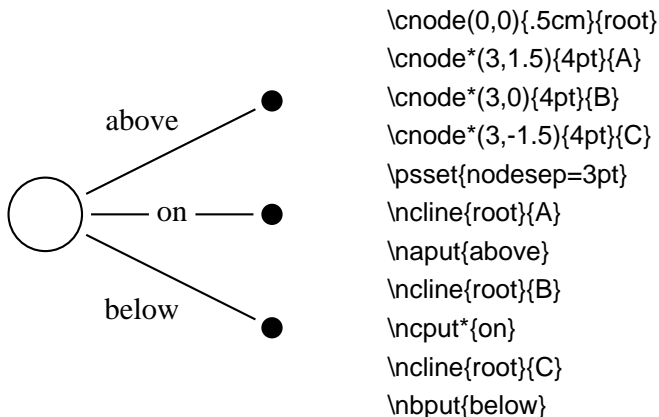 above
on
below
\cnode(0,0){.5cm}{root}
\cnode*(3,1.5){4pt}{A}
\cnode*(3,0){4pt}{B}
\cnode*(3,-1.5){4pt}{C}
\psset{nodesep=3pt}
\ncline{root}{A}
\naput{above}
\ncline{root}{B}
\ncput*{on}
\ncline{root}{C}
\nbput{below}